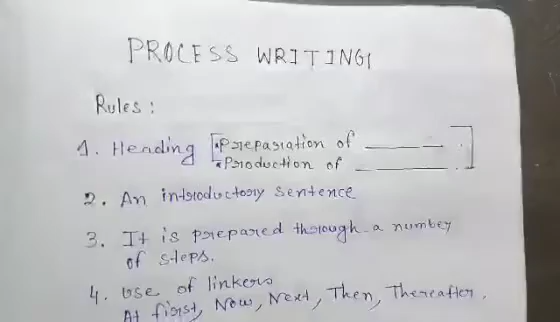 PROCESS WRITING
Rules :
1. Heading [• Preparation of ______ .]
• Production of ______ .
2. An introductory sentence
3. It is prepared through a number
of steps.
4. Use of linkers
At first, Now, Next, Then, Thereafter,